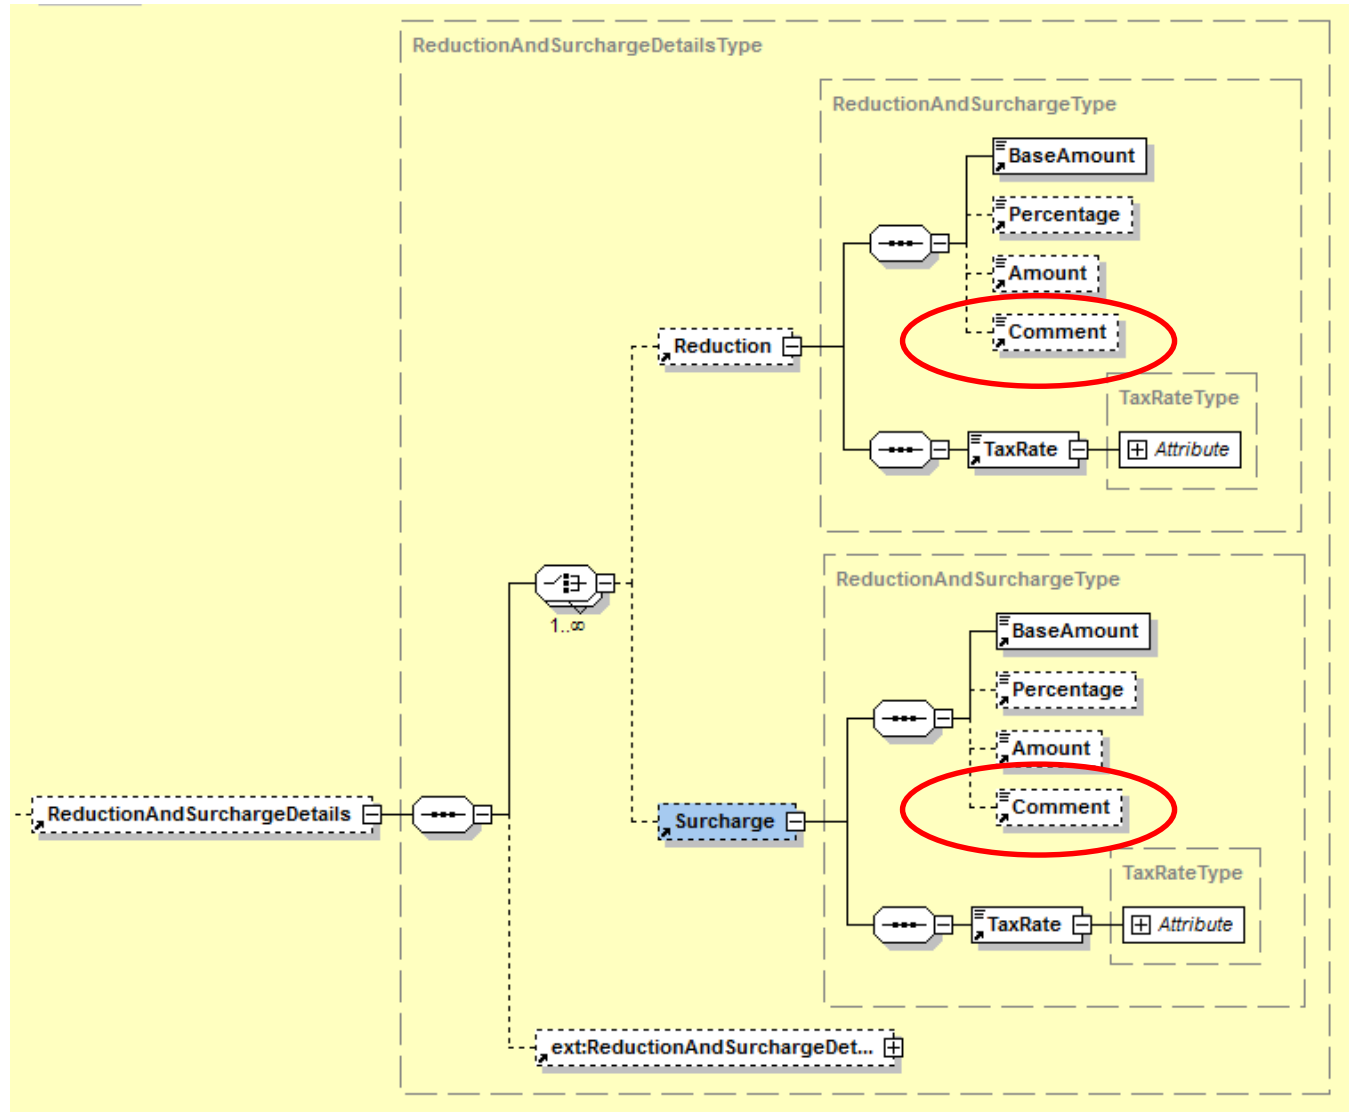 ReductionAndSurchargeDetailsType
ReductionAndSurchargeType
BaseAmount
Percentage
Amount
Comment
Reduction
TaxRateType
TaxRate
Attribute
ReductionAndSurchargeType
1..∞
BaseAmount
Percentage
Amount
Comment
ReductionAndSurchargeDetails
Surcharge
TaxRateType
TaxRate
Attribute
ext:ReductionAndSurchargeDet...